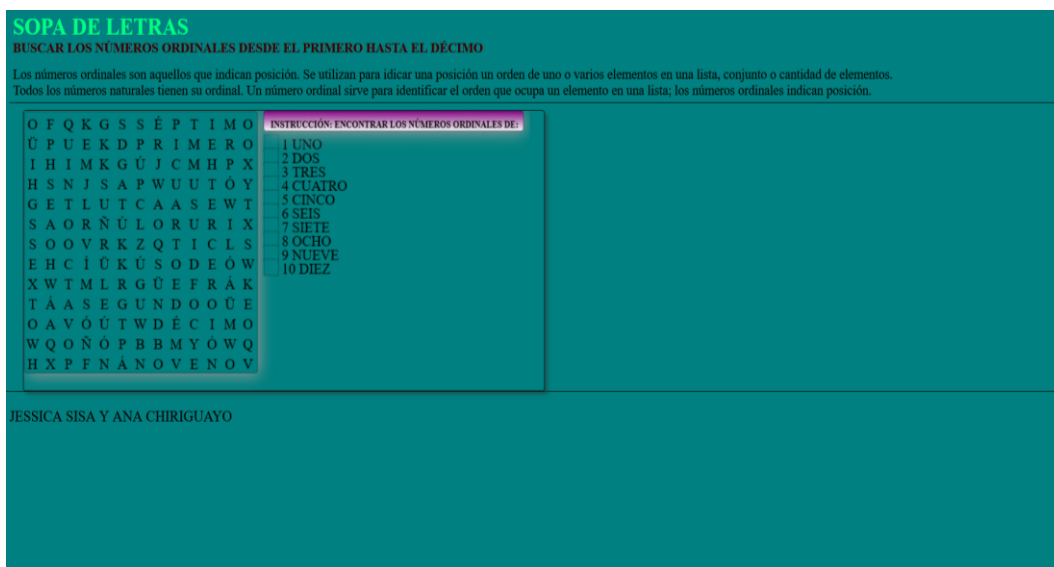 SOPA DE LETRAS
BUSCAR LOS NÚMEROS ORDINALES DESDE EL PRIMERO HASTA EL DÉCIMO
Los números ordinales son aquellos que indican posición. Se utilizan para idicar una posición un orden de uno o varios elementos en una lista, conjunto o cantidad de elementos.
Todos los números naturales tienen su ordinal. Un número ordinal sirve para identificar el orden que ocupa un elemento en una lista; los números ordinales indican posición.
O F Q K G S S É P T I M O
Ü P U E K D P R I M E R O
I H I M K G Ú J C M H P X
H S N J S A P W U U T Ó Y
G E T L U T C A A S E W T
S A O R Ñ Ú L O R U R I X
S O O V R K Z Q T I C L S
E H C Í Ü K Ú S O D E Ó W
X W T M L R G Ü E F R Á K
T Á A S E G U N D O O Ü E
O A V Ó Ú T W D É C I M O
W Q O Ñ Ó P B B M Y Ó W Q
H X P F N Á N O V E N O V
INSTRUCCIÓN: ENCONTRAR LOS NÚMEROS ORDINALES DE:
1 UNO
2 DOS
3 TRES
4 CUATRO
5 CINCO
6 SEIS
7 SIETE
8 OCHO
9 NUEVE
10 DIEZ
JESSICA SISA Y ANA CHIRIGUAYO